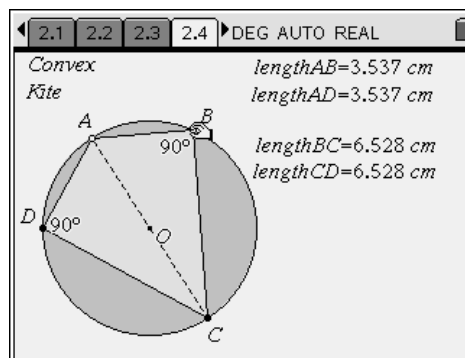 2.1 2.2 2.3 2.4 DEG AUTO REAL
Convex
Kite
lengthAB=3.537 cm
lengthAD=3.537 cm
lengthBC=6.528 cm
lengthCD=6.528 cm
A
B
90°
D
90°
O
C